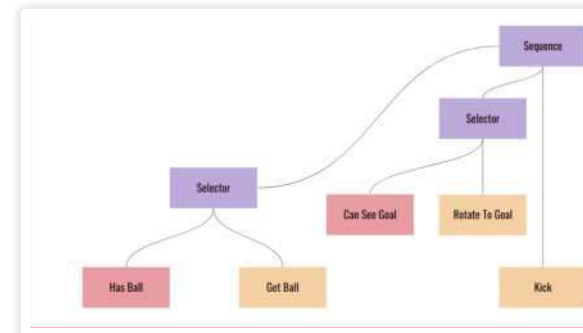 Sequence
Selector
Selector
Can See Goal
Rotate To Goal
Has Ball
Get Ball
Kick